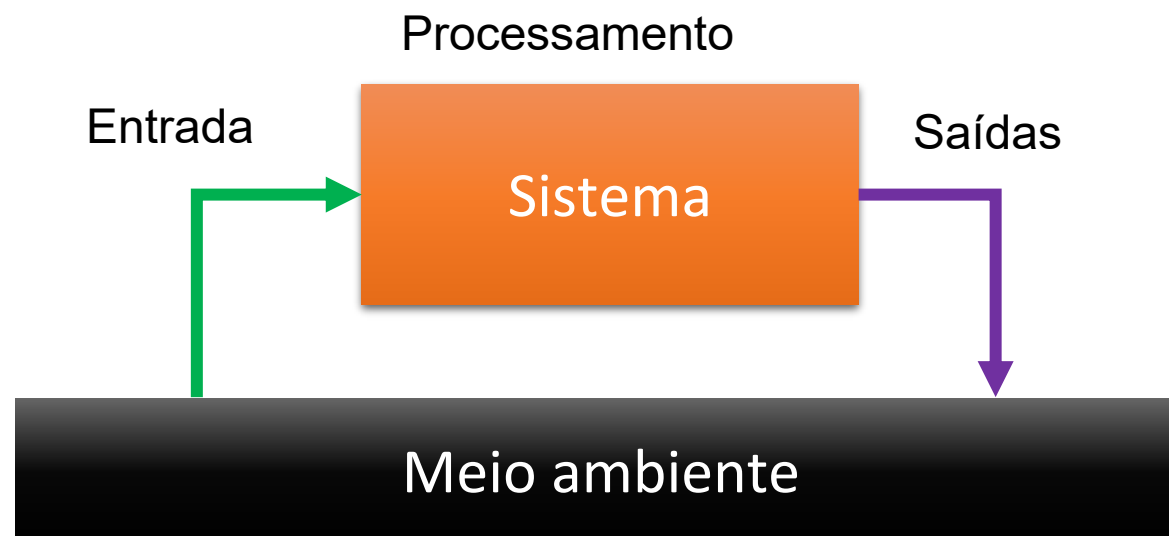 Processamento
Entrada
Saídas
Sistema
Meio ambiente